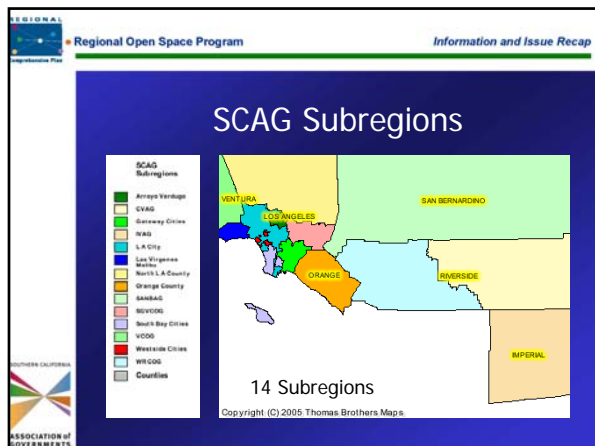 REGIONAL
Comprehensive Plan
Regional Open Space Program
Information and Issue Recap
SCAG Subregions
SCAG
Subregions
Arroyo Verdugo
CVAG
Gateway Cities
IVAG
L A City
Las Virgenes
Malibu
North LA County
Orange County
SANBAG
SGVCOG
South Bay Cities
VCOG
Westside Cities
WRCOG
Counties
VENTURA
LOS ANGELES
SAN BERNARDINO
ORANGE
RIVERSIDE
IMPERIAL
14 Subregions
Copyright (C) 2005 Thomas Brothers Maps
SOUTHERN CALIFORNIA
ASSOCIATION of
GOVERNMENTS